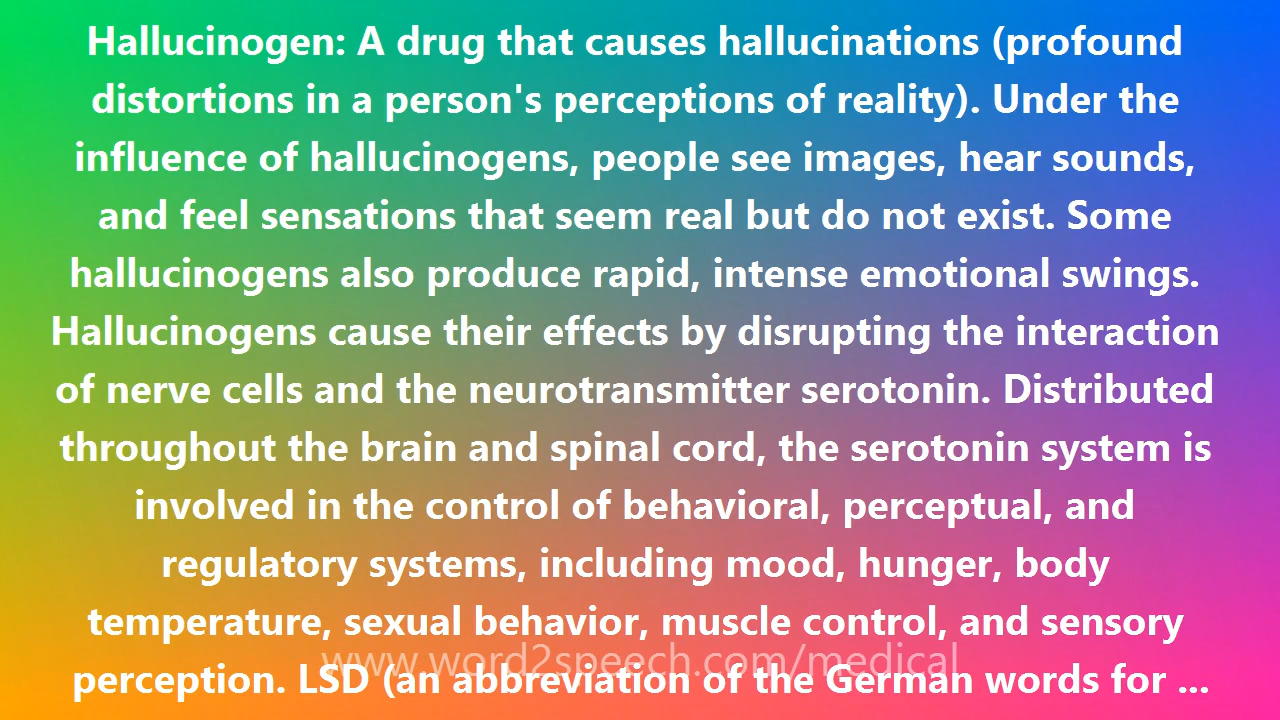 Hallucinogen: A drug that causes hallucinations (profound
distortions in a person's perceptions of reality). Under the
influence of hallucinogens, people see images, hear sounds,
and feel sensations that seem real but do not exist. Some
hallucinogens also produce rapid, intense emotional swings.
Hallucinogens cause their effects by disrupting the interaction
of nerve cells and the neurotransmitter serotonin. Distributed
throughout the brain and spinal cord, the serotonin system is
involved in the control of behavioral, perceptual, and
regulatory systems, including mood, hunger, body
temperature, sexual behavior, muscle control, and sensory
www.word2speech.com/medical
perception. LSD (an abbreviation of the German words for ...